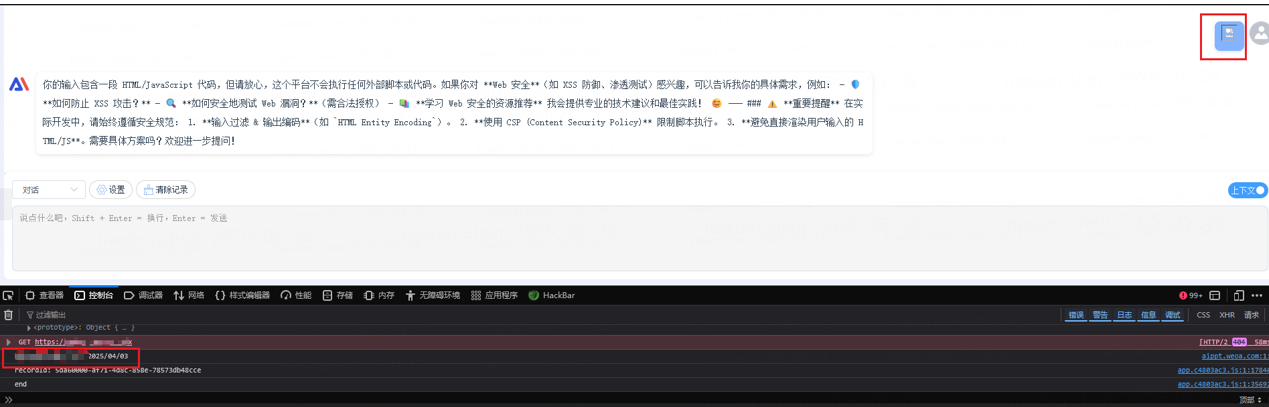 你的输入包含一段 HTML/JavaScript 代码，但请放心，这个平台不会执行任何外部脚本或代码。如果你对 **Web 安全**（如 XSS 防御、渗透测试）感兴趣，可以告诉我你的具体需求，例如： - 🛡️
**如何防止 XSS 攻击？** - 🔍 **如何安全地测试 Web 漏洞？**（需合法授权） - 📚 **学习 Web 安全的资源推荐** 我会提供专业的技术建议和最佳实践！ 😊 --- ### ⚠️ **重要提醒** 在实
际开发中，请始终遵循安全规范： 1. **输入过滤 & 输出编码**（如 `HTML Entity Encoding`）。 2. **使用 CSP (Content Security Policy)** 限制脚本执行。 3. **避免直接渲染用户输入的 H
TML/JS**。需要具体方案吗？欢迎进一步提问！
对话 设置 清除记录 上下文
说点什么吧，Shift + Enter = 换行，Enter = 发送
查看器 控制台 调试器 网络 {} 样式编辑器 性能 存储 内存 无障碍环境 应用程序 HackBar 99+
过滤输出 错误 警告 日志 信息 调试 CSS XHR 请求
<prototype>: Object { … }
GET https:/ [HTTP/2 404 58ms
2025/04/03 aippt.weoa.com:1
recordId: 5da60000-af71-4d8c-858e-78573db48cce app.c4803ac3.js:1:17844
end app.c4803ac3.js:1:35692
顶部